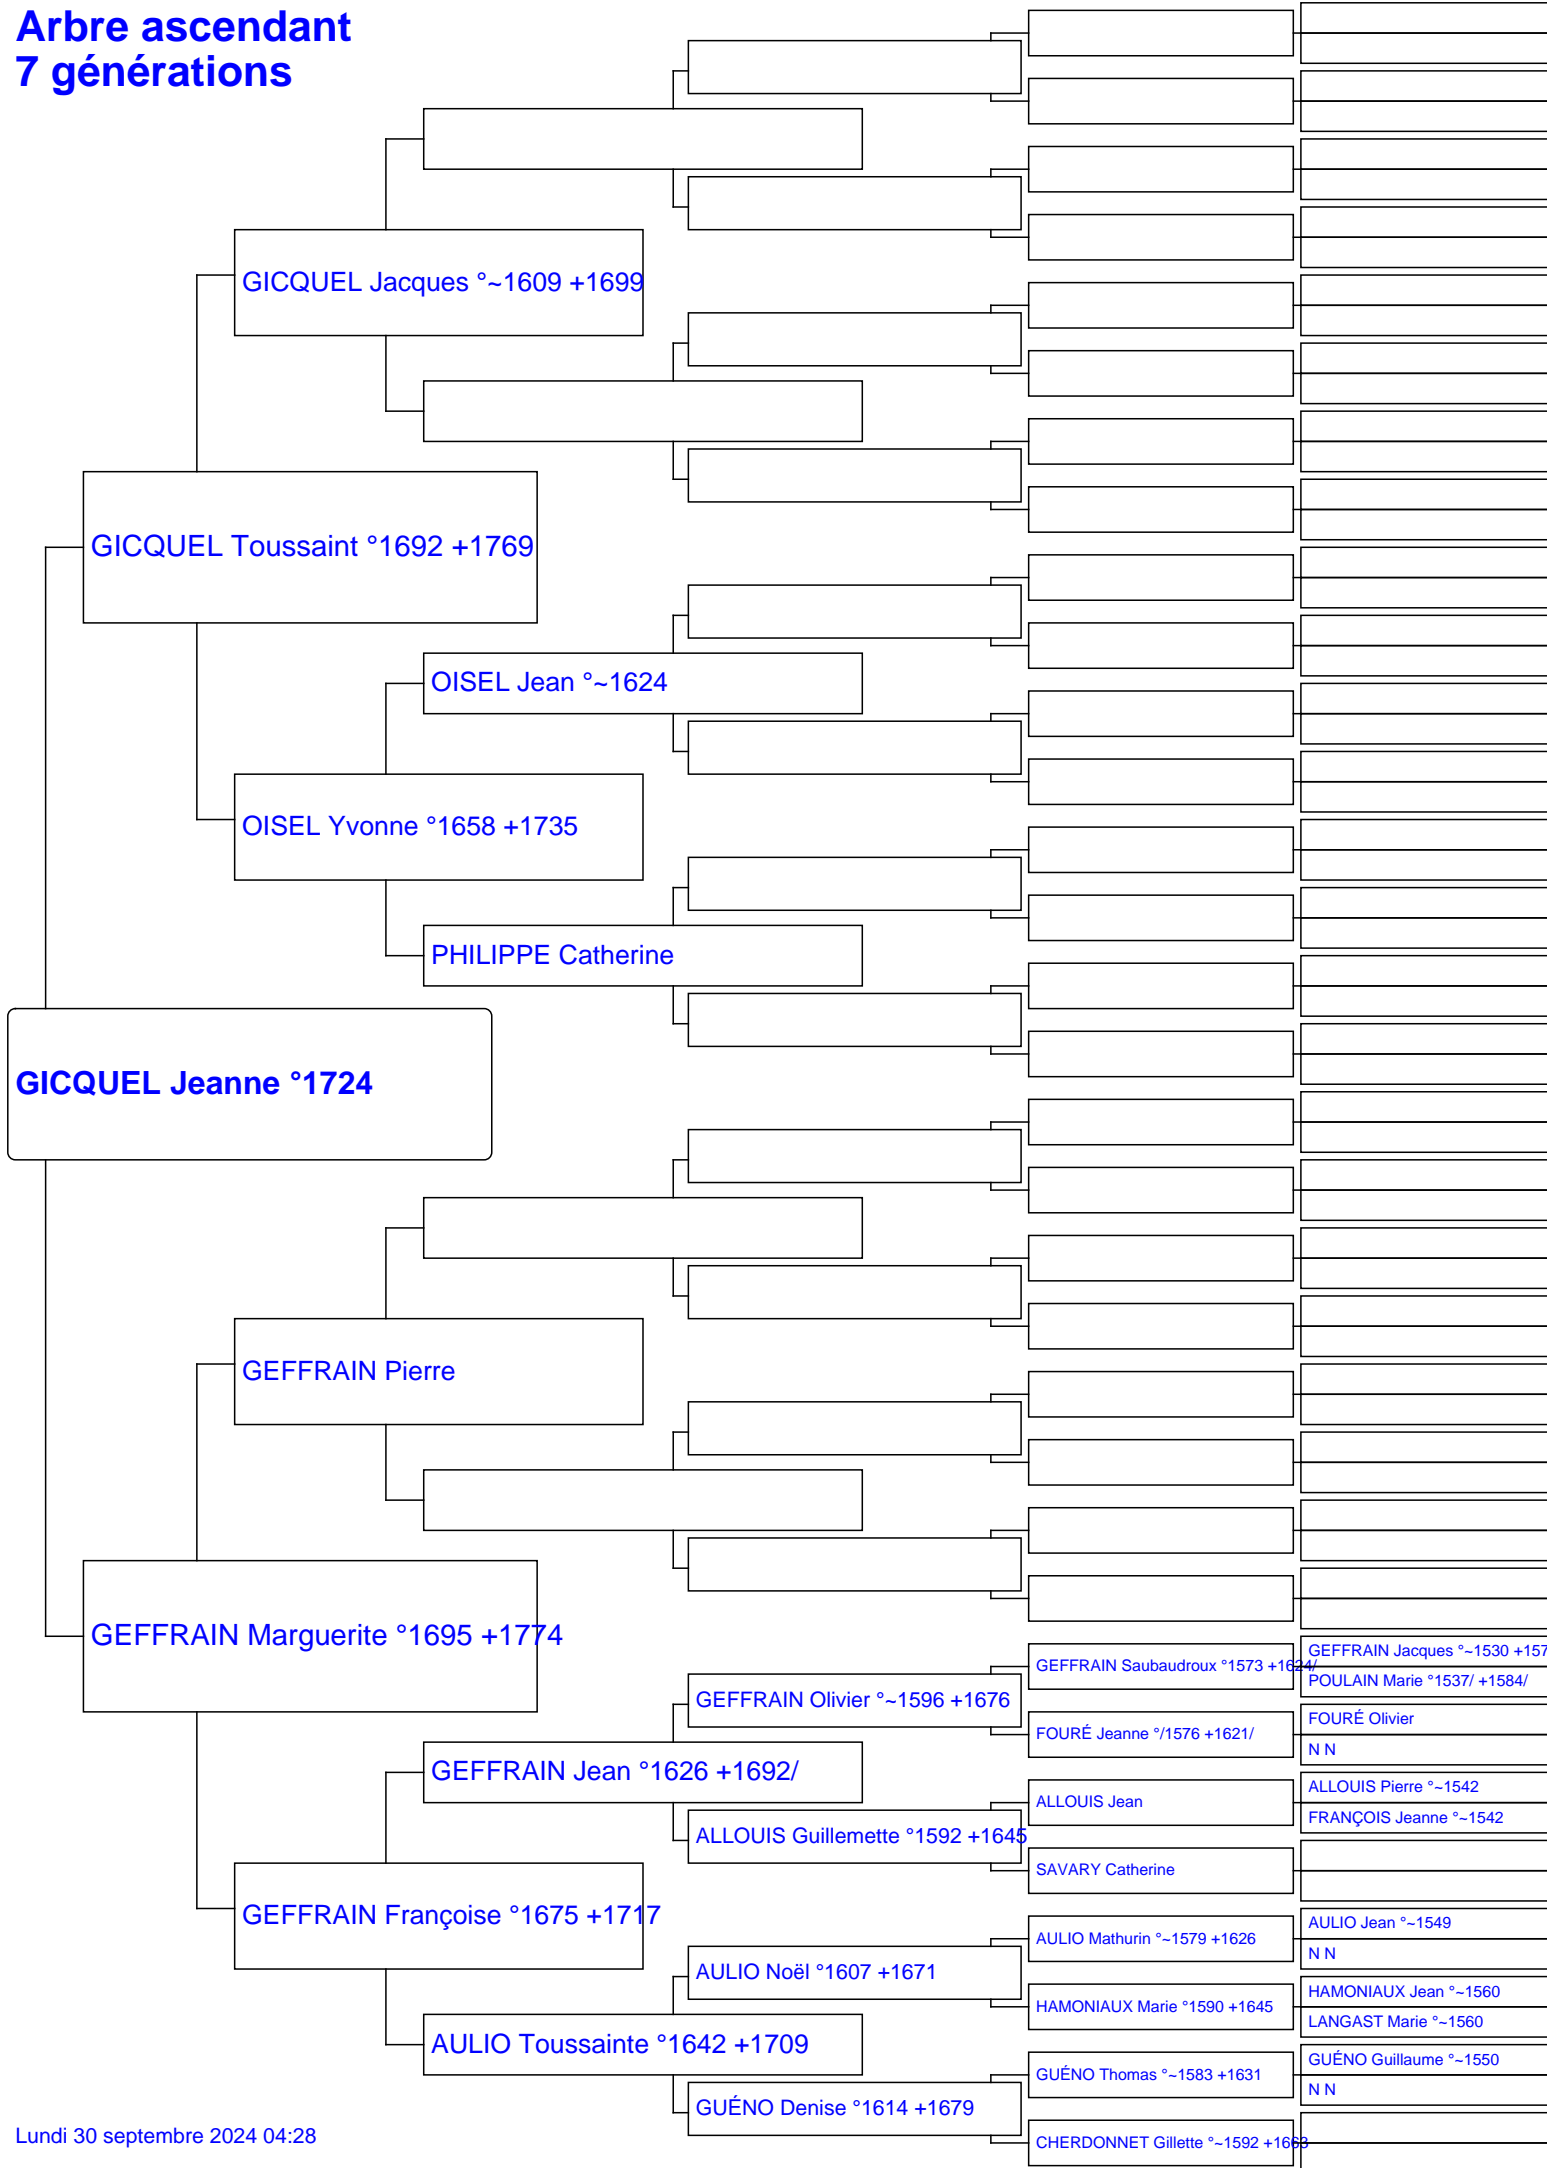 Arbre ascendant
7 générations
GICQUEL Jacques °~1609 +1699
GICQUEL Toussaint °1692 +1769
OISEL Jean °~1624
OISEL Yvonne °1658 +1735
PHILIPPE Catherine
GICQUEL Jeanne °1724
GEFFRAIN Pierre
GEFFRAIN Marguerite °1695 +1774
GEFFRAIN Jacques °~1530 +157
GEFFRAIN Saubaudroux °1573 +1624/
POULAIN Marie °1537/ +1584/
GEFFRAIN Olivier °~1596 +1676
FOURÉ Olivier
FOURÉ Jeanne °/1576 +1621/
N N
GEFFRAIN Jean °1626 +1692/
ALLOUIS Pierre °~1542
ALLOUIS Jean
FRANÇOIS Jeanne °~1542
ALLOUIS Guillemette °1592 +1645
SAVARY Catherine
GEFFRAIN Françoise °1675 +1717
AULIO Jean °~1549
AULIO Mathurin °~1579 +1626
N N
AULIO Noël °1607 +1671
HAMONIAUX Jean °~1560
HAMONIAUX Marie °1590 +1645
LANGAST Marie °~1560
AULIO Toussainte °1642 +1709
GUÉNO Guillaume °~1550
GUÉNO Thomas °~1583 +1631
N N
GUÉNO Denise °1614 +1679
CHERDONNET Gillette °~1592 +1663
Lundi 30 septembre 2024 04:28